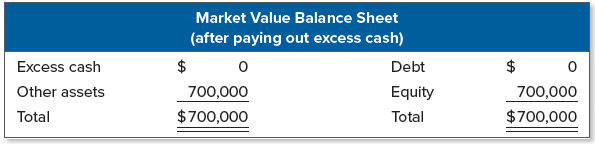 Market Value Balance Sheet
(after paying out excess cash)
Excess cash $ 0 Debt $ 0
Other assets 700,000 Equity 700,000
Total $700,000 Total $700,000